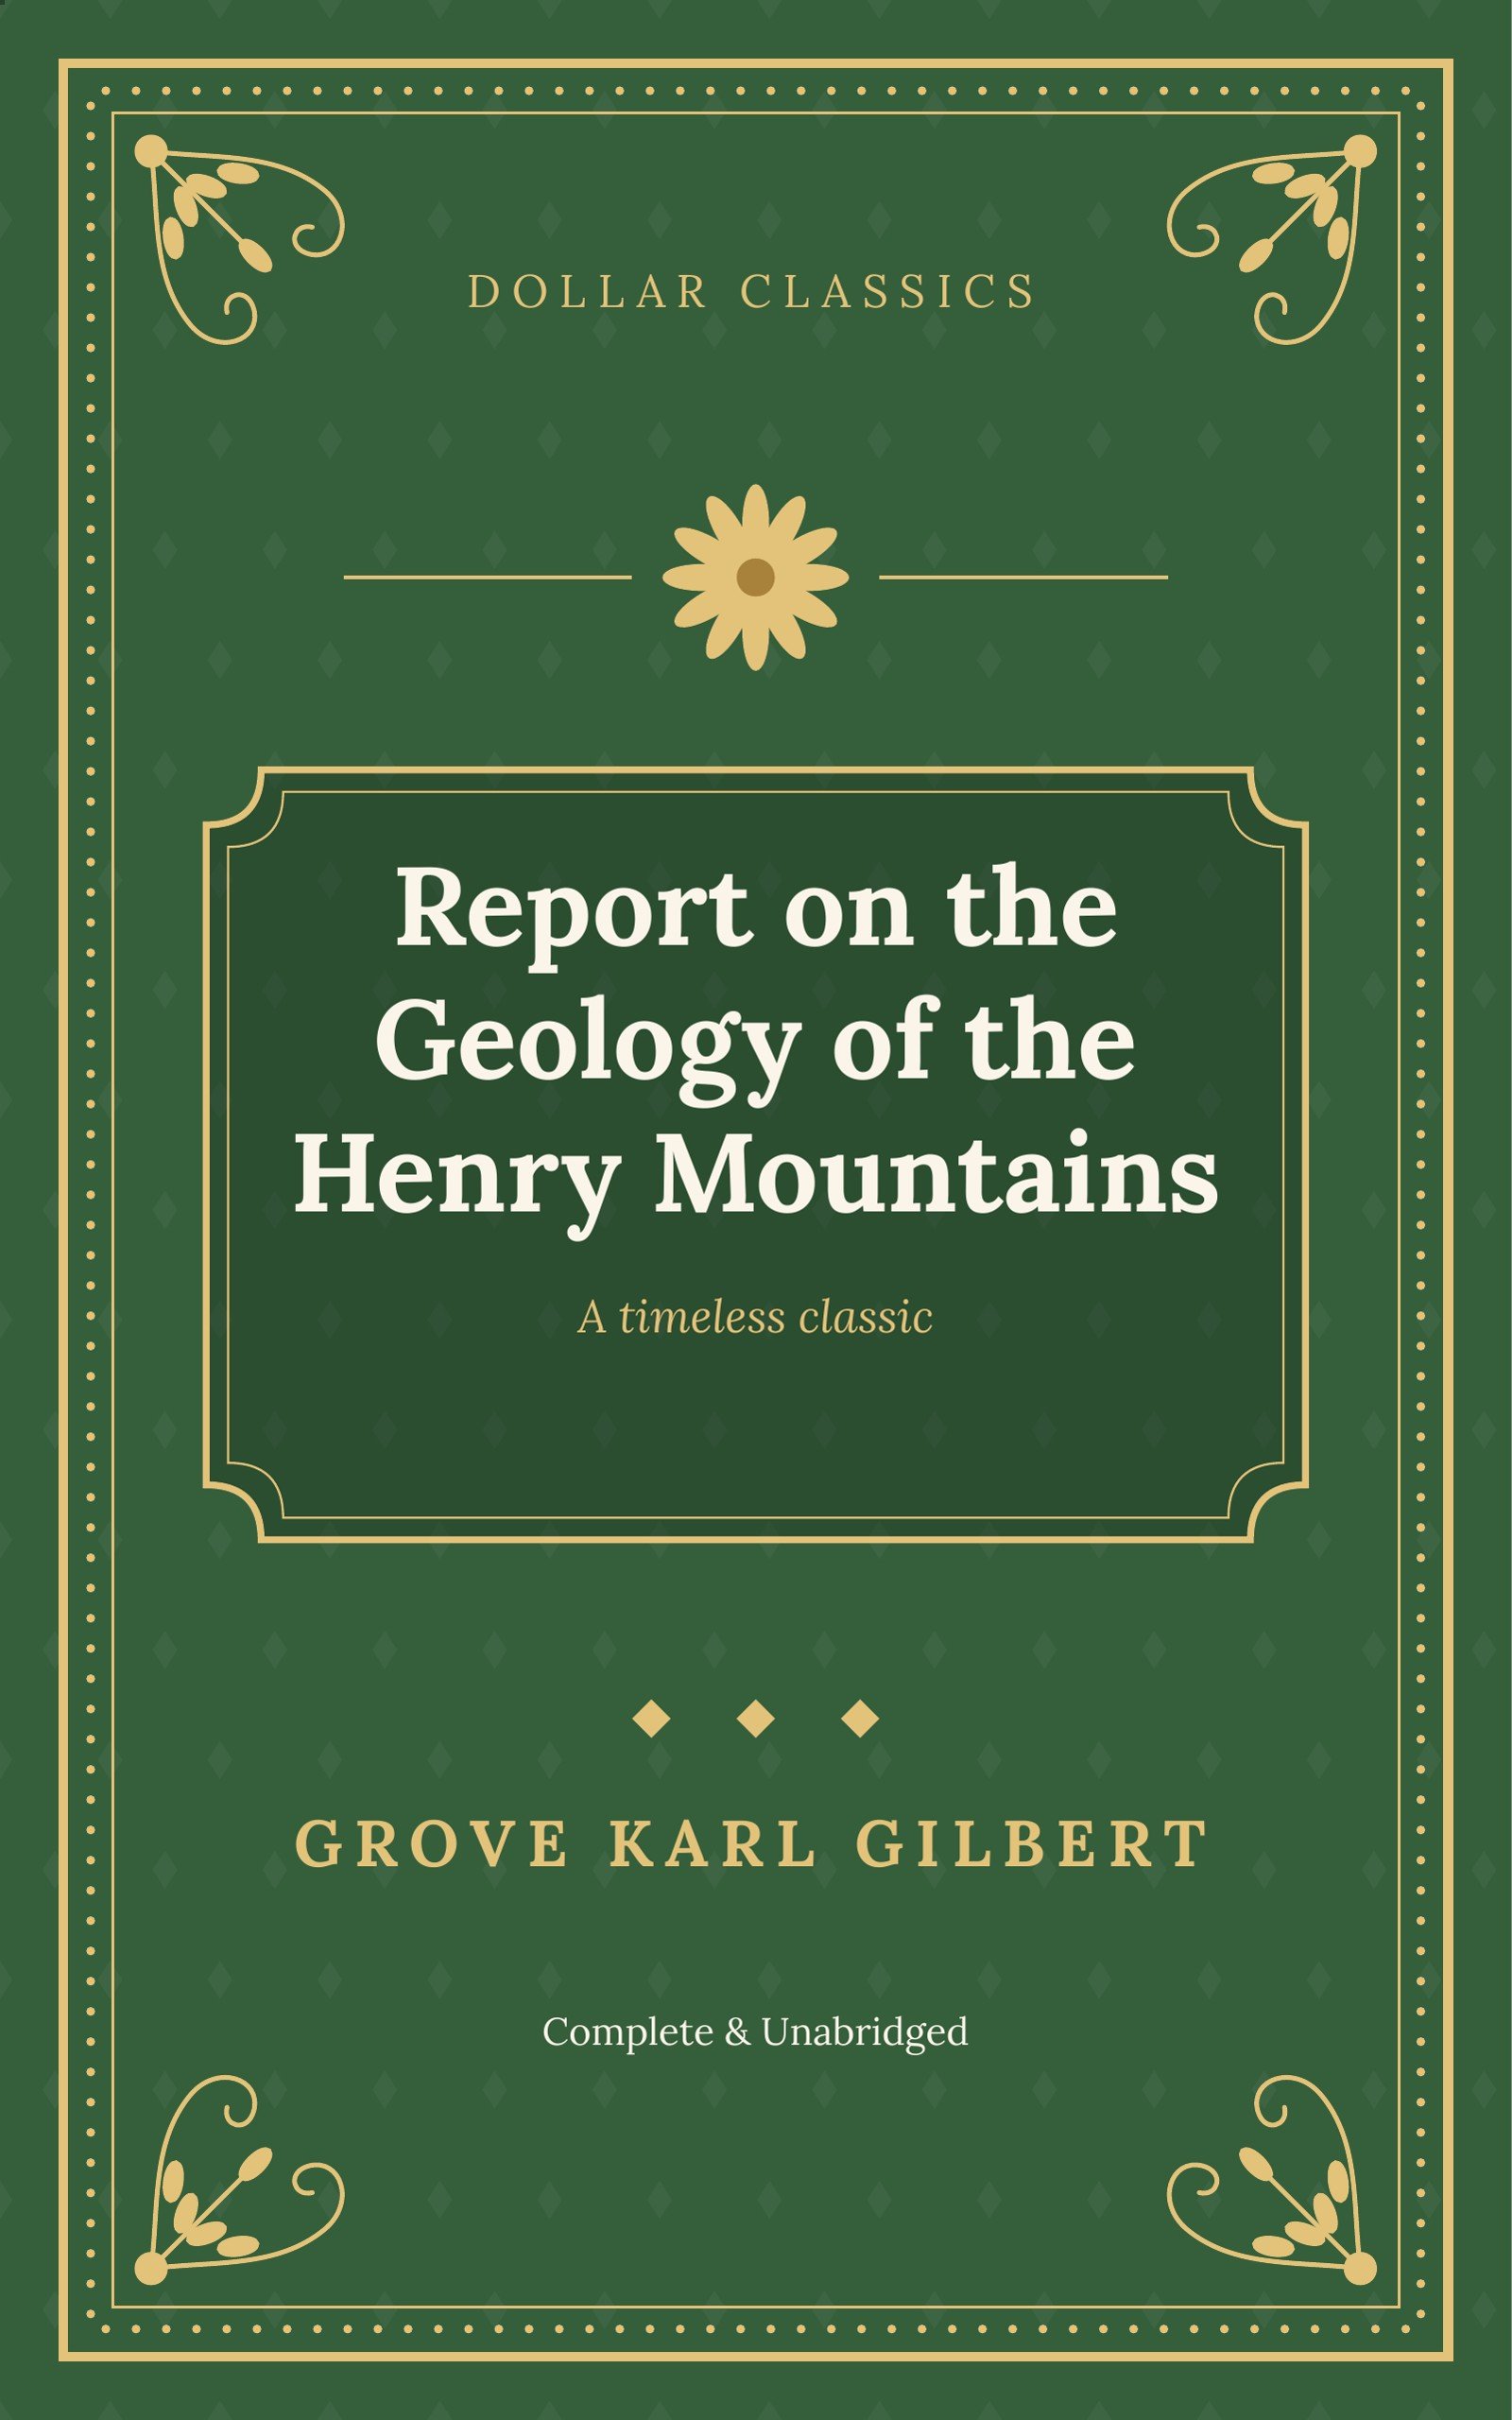 DOLLAR CLASSICS
Report on the
Geology of the
Henry Mountains
A timeless classic
GROVE KARL GILBERT
Complete & Unabridged